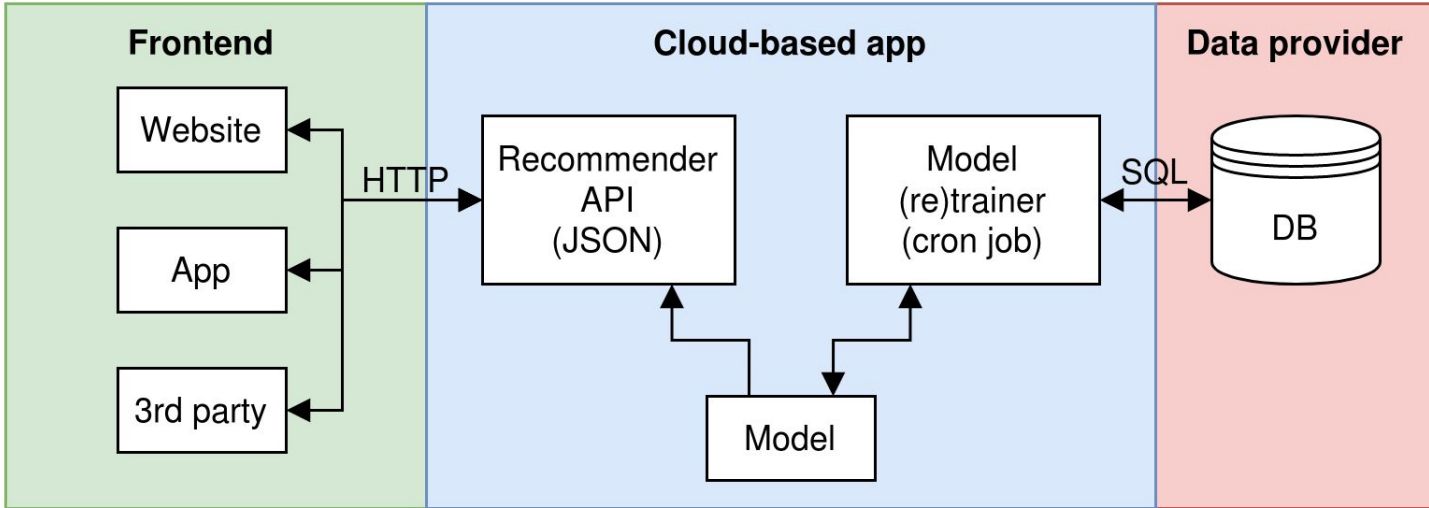 Frontend
Cloud-based app
Data provider
Website
App
3rd party
HTTP
Recommender
API
(JSON)
Model
(re)trainer
(cron job)
Model
SQL
DB